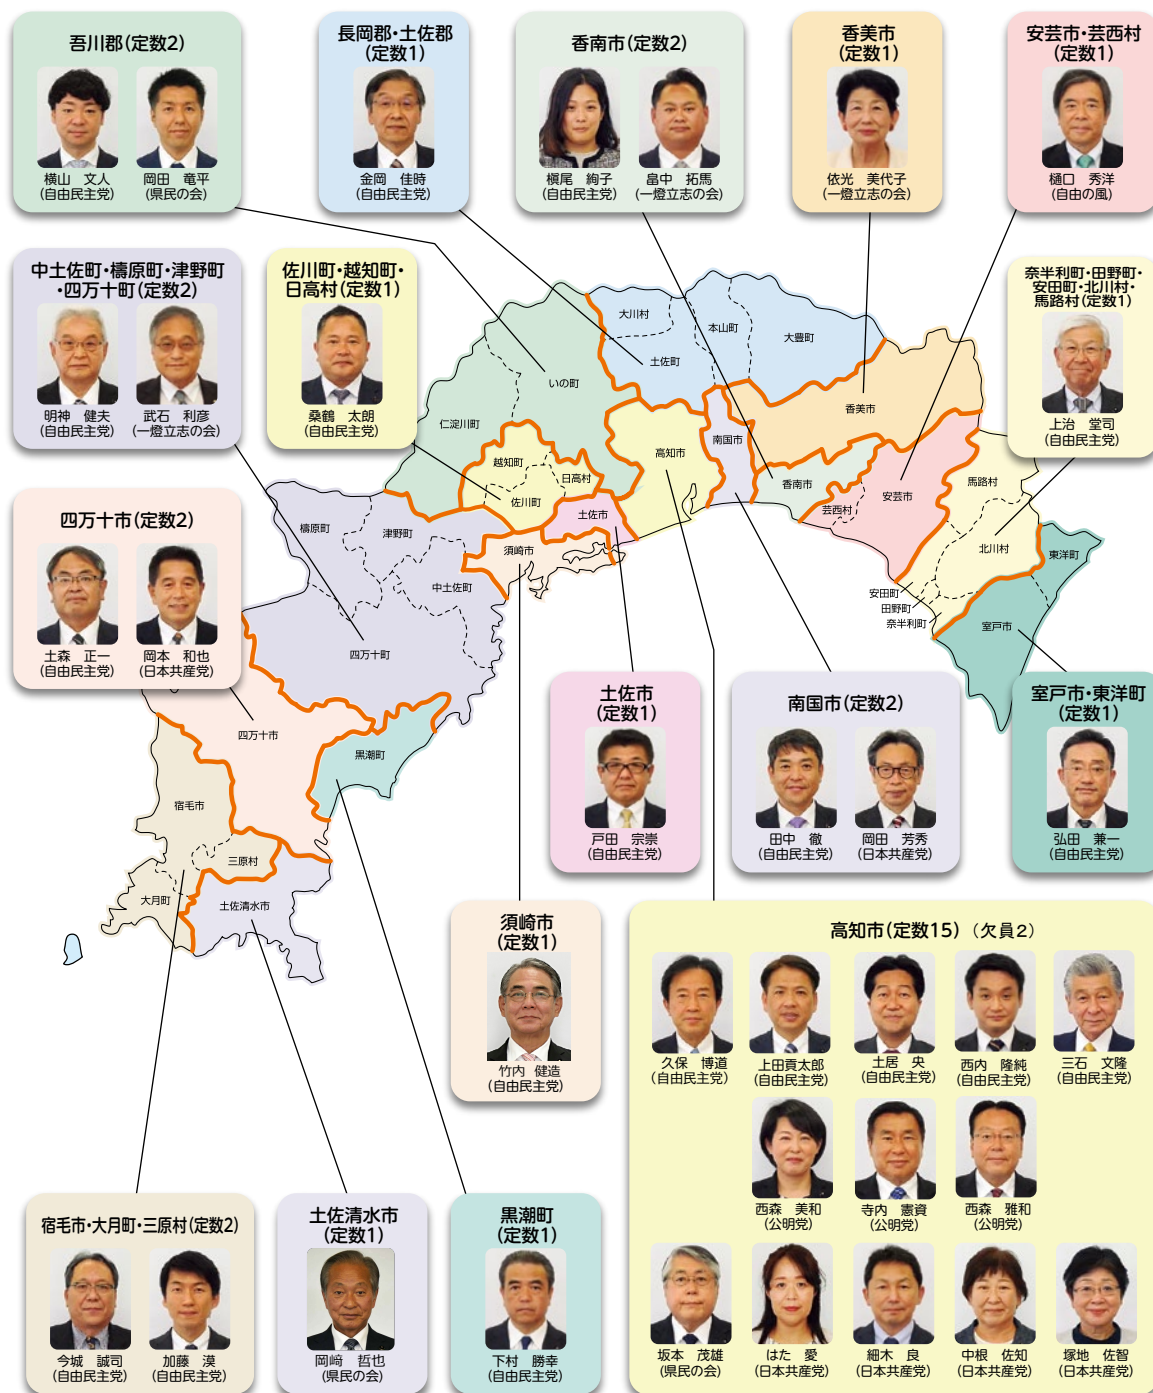 吾川郡(定数2)
横山 文人
(自由民主党)
岡田 竜平
(県民の会)
長岡郡・土佐郡
(定数1)
金岡 佳時
(自由民主党)
香南市(定数2)
槇尾 絢子
(自由民主党)
畠中 拓馬
(一燈立志の会)
香美市
(定数1)
依光 美代子
(一燈立志の会)
安芸市・芸西村
(定数1)
樋口 秀洋
(自由の風)
中土佐町・檮原町・津野町
・四万十町(定数2)
明神 健夫
(自由民主党)
武石 利彦
(一燈立志の会)
佐川町・越知町・
日高村(定数1)
桑鶴 太朗
(自由民主党)
奈半利町・田野町・
安田町・北川村・
馬路村(定数1)
上治 堂司
(自由民主党)
四万十市(定数2)
土森 正一
(自由民主党)
岡本 和也
(日本共産党)
大川村
本山町
大豊町
土佐町
いの町
仁淀川町
越知町
日高村
佐川町
土佐市
高知市
南国市
香美市
香南市
芸西村
安芸市
馬路村
北川村
東洋町
安田町
田野町
奈半利町
室戸市
檮原町
津野町
須崎市
中土佐町
四万十町
四万十市
黒潮町
宿毛市
三原村
大月町
土佐清水市
土佐市
(定数1)
戸田 宗崇
(自由民主党)
南国市(定数2)
田中 徹
(自由民主党)
岡田 芳秀
(日本共産党)
室戸市・東洋町
(定数1)
弘田 兼一
(自由民主党)
須崎市
(定数1)
竹内 健造
(自由民主党)
高知市(定数15)(欠員2)
久保 博道
(自由民主党)
上田貢太郎
(自由民主党)
土居 央
(自由民主党)
西内 隆純
(自由民主党)
三石 文隆
(自由民主党)
西森 美和
(公明党)
寺内 憲資
(公明党)
西森 雅和
(公明党)
坂本 茂雄
(県民の会)
はた 愛
(日本共産党)
細木 良
(日本共産党)
中根 佐知
(日本共産党)
塚地 佐智
(日本共産党)
宿毛市・大月町・三原村(定数2)
今城 誠司
(自由民主党)
加藤 漠
(自由民主党)
土佐清水市
(定数1)
岡﨑 哲也
(県民の会)
黒潮町
(定数1)
下村 勝幸
(自由民主党)